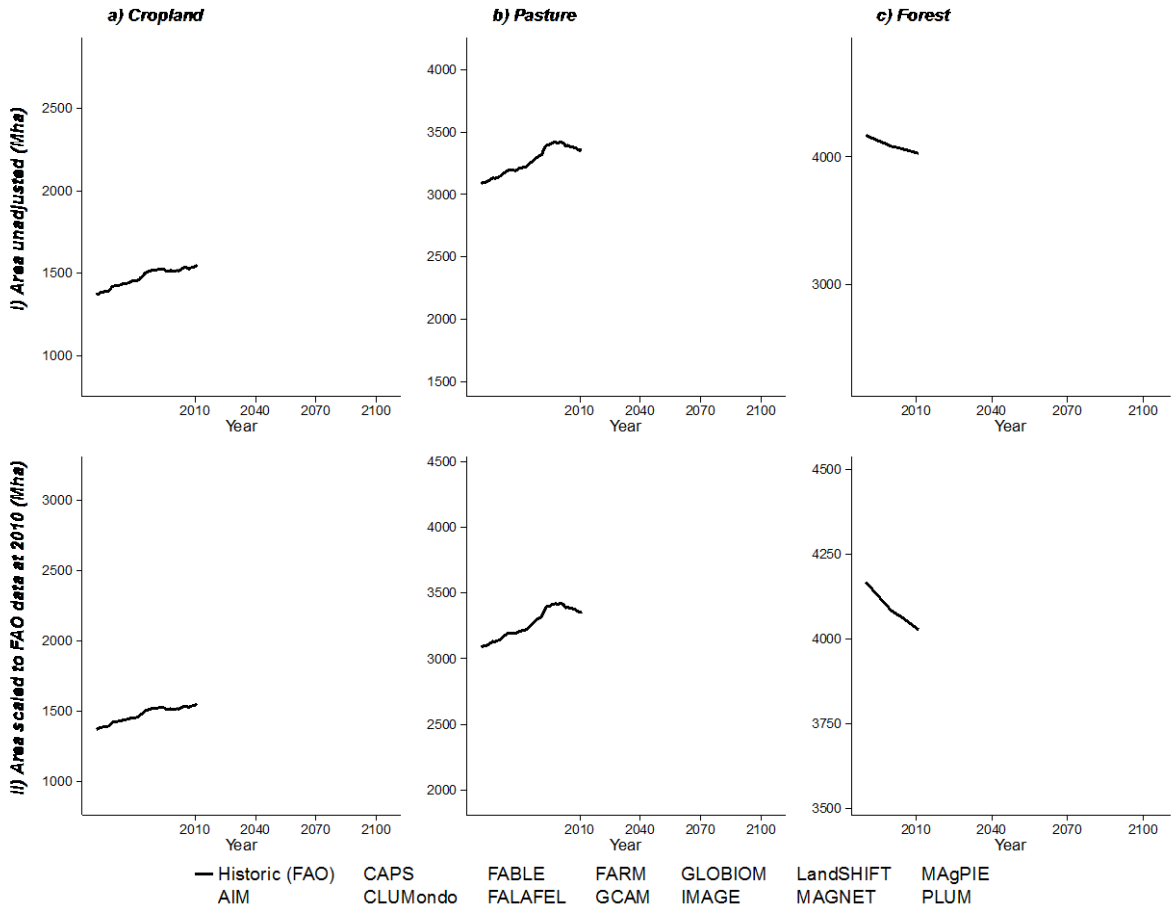 a) Cropland
b) Pasture
c) Forest
I) Area unadjusted (Mha)
2500
2000
1500
1000
2010 2040 2070 2100
Year
4000
3500
3000
2500
2000
1500
2010 2040 2070 2100
Year
4000
3000
2010 2040 2070 2100
Year
II) Area scaled to FAO data at 2010 (Mha)
3000
2500
2000
1500
1000
2010 2040 2070 2100
Year
4500
4000
3500
3000
2500
2000
2010 2040 2070 2100
Year
4500
4250
4000
3750
3500
2010 2040 2070 2100
Year
Historic (FAO) CAPS FABLE FARM GLOBIOM LandSHIFT MAgPIE
AIM CLUMondo FALAFEL GCAM IMAGE MAGNET PLUM